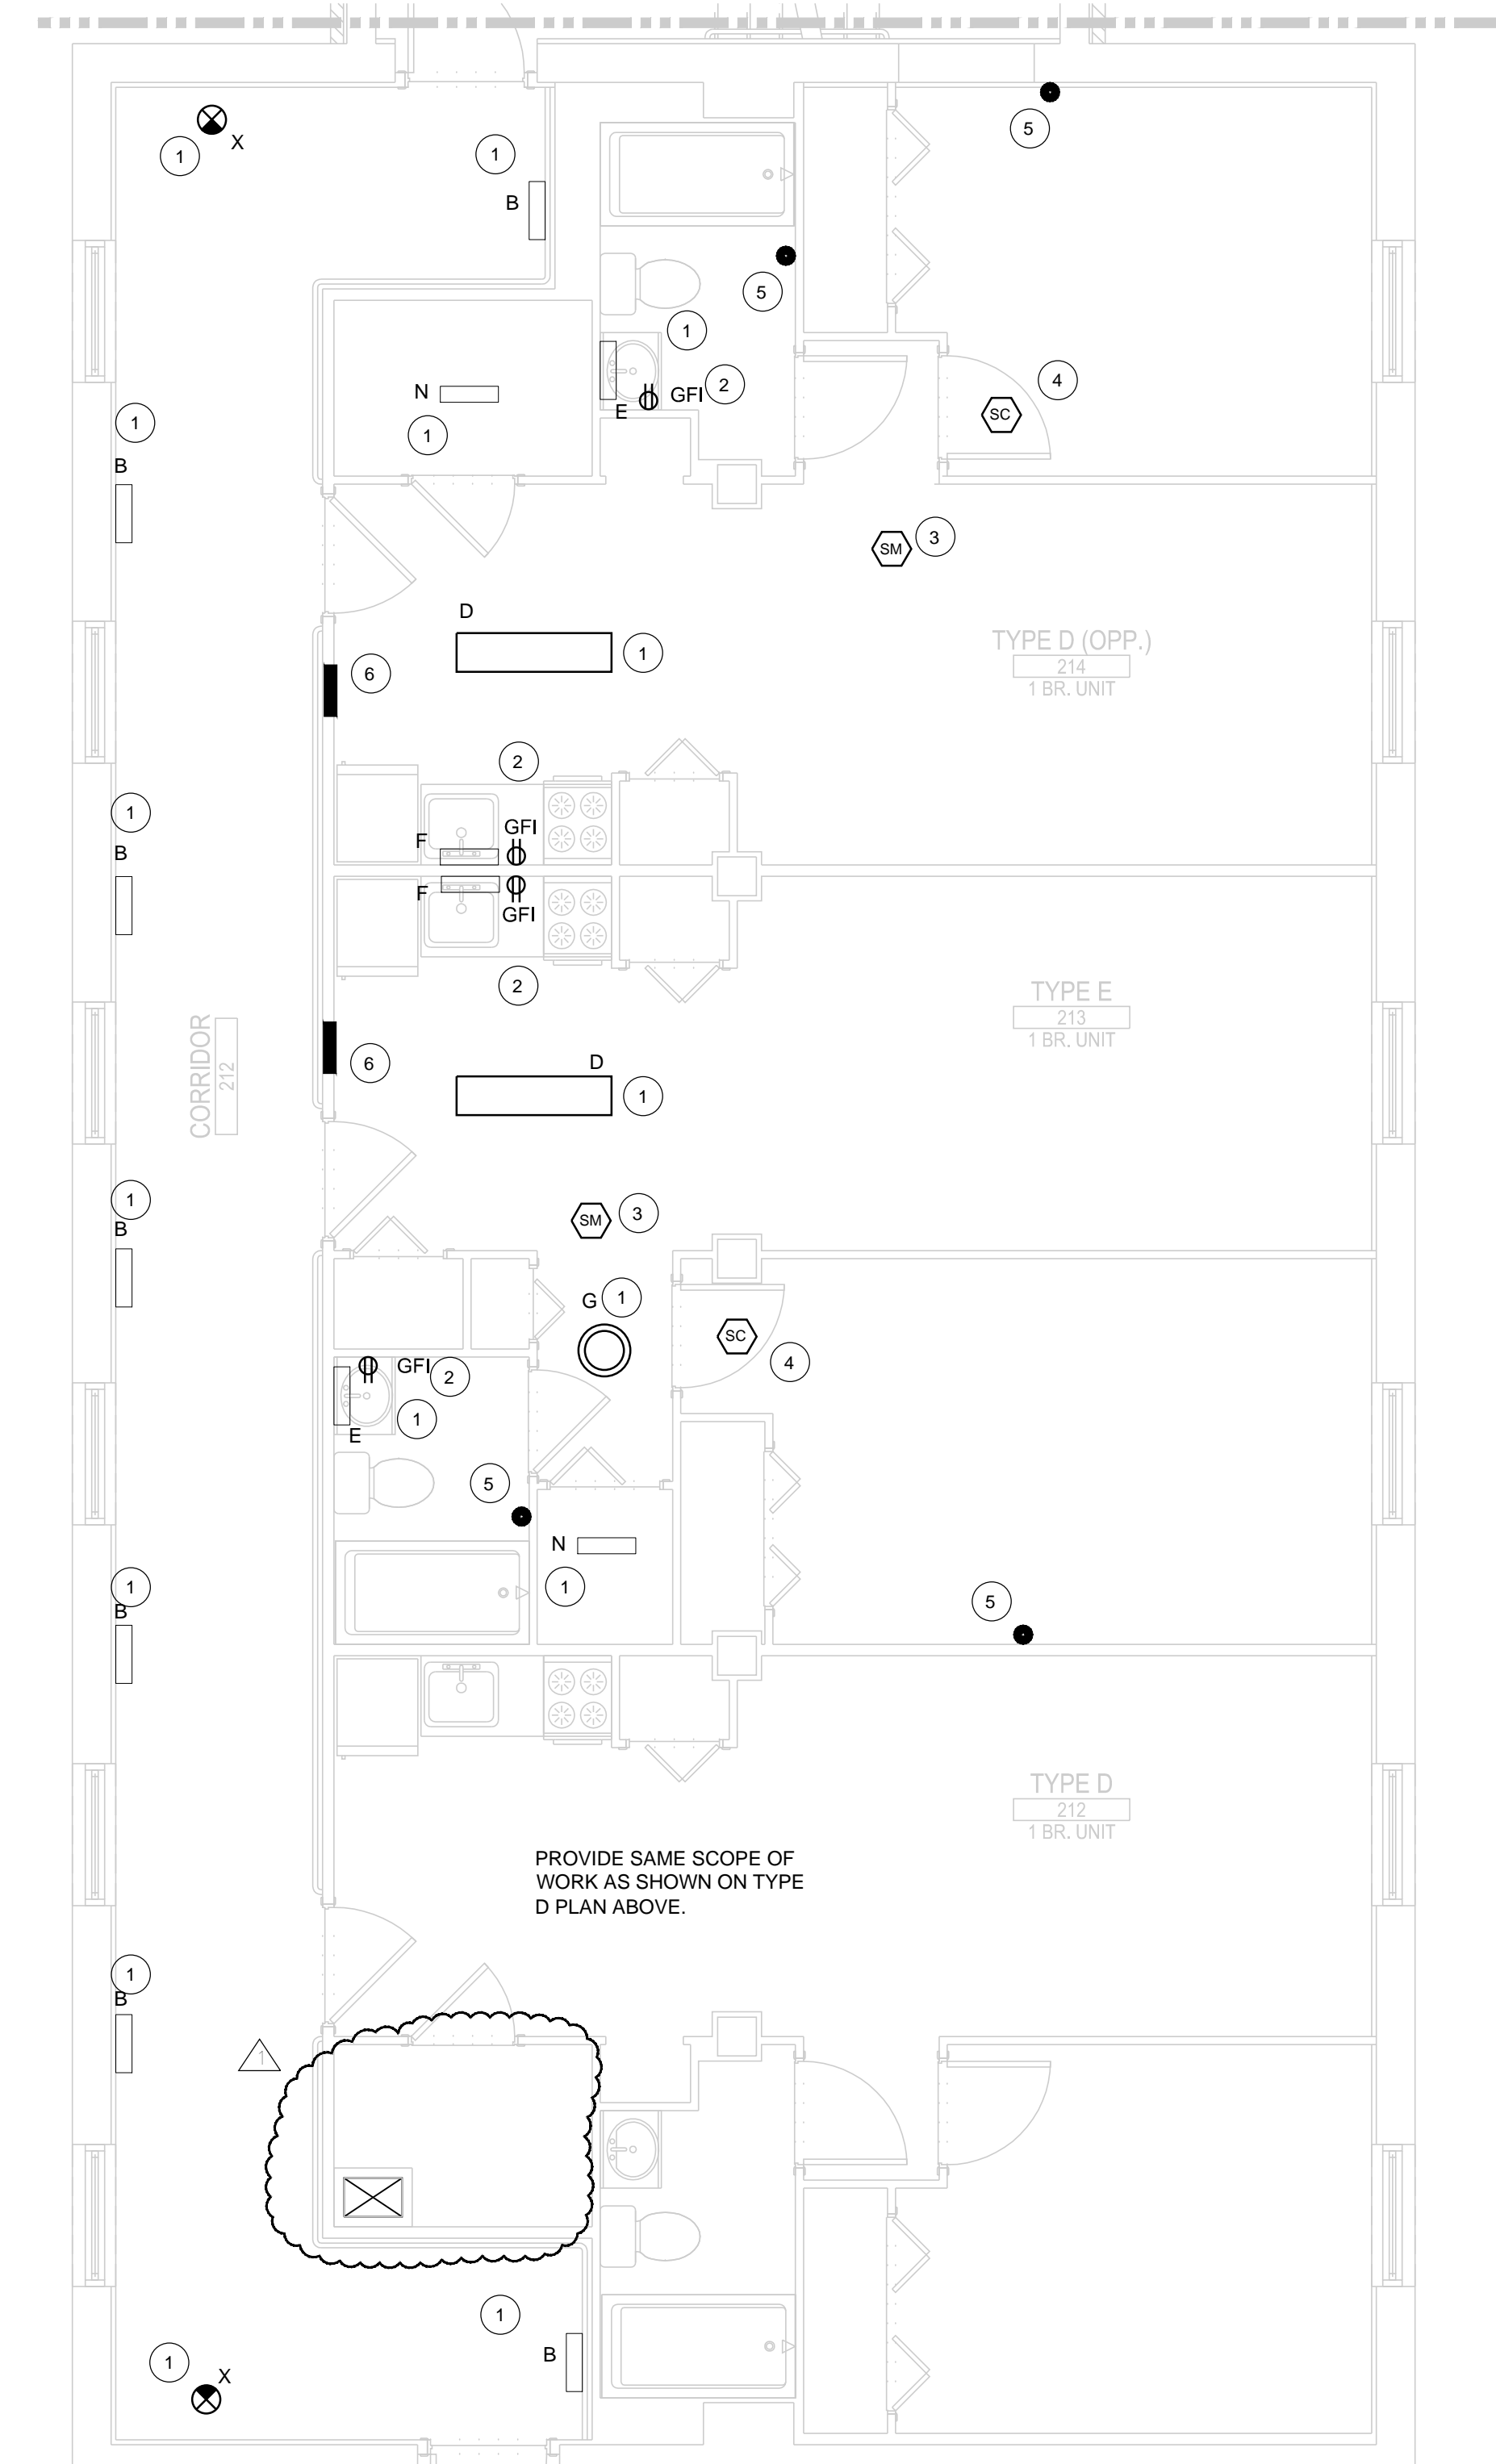 1
X
1
B
5
5
1
E
GFI
2
4
SC
N
1
1
B
SM
3
D
1
TYPE D (OPP.)
214
1 BR. UNIT
6
2
1
B
F
GFI
F
GFI
2
TYPE E
213
1 BR. UNIT
CORRIDOR
212
6
D
1
1
B
SM
3
G
1
SC
4
GFI
2
1
E
5
N
1
1
B
5
TYPE D
212
1 BR. UNIT
PROVIDE SAME SCOPE OF
WORK AS SHOWN ON TYPE
D PLAN ABOVE.
1
B
1
1
B
1
X